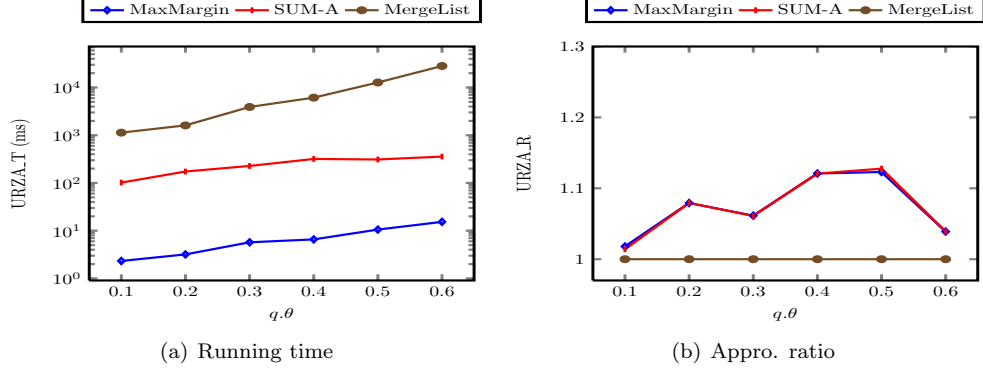 MaxMargin SUM-A MergeList
URZA_T (ms)
10^4
10^3
10^2
10^1
10^0
0.1 0.2 0.3 0.4 0.5 0.6
q.θ
(a) Running time
MaxMargin SUM-A MergeList
URZA_R
1.3
1.2
1.1
1
0.1 0.2 0.3 0.4 0.5 0.6
q.θ
(b) Appro. ratio